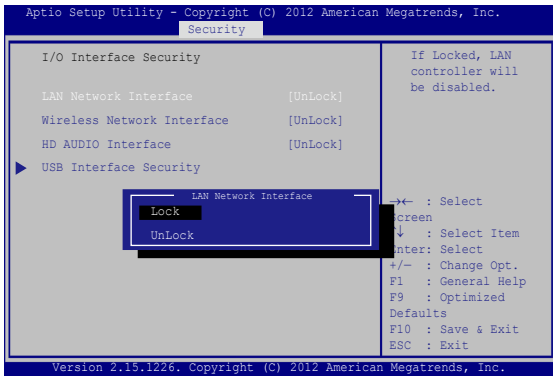 Aptio Setup Utility - Copyright (C) 2012 American Megatrends, Inc.
Security
I/O Interface Security
LAN Network Interface [UnLock]
Wireless Network Interface [UnLock]
HD AUDIO Interface [UnLock]
USB Interface Security
LAN Network Interface
Lock
UnLock
If Locked, LAN
controller will
be disabled.
→← : Select
Screen
↑↓ : Select Item
Enter: Select
+/— : Change Opt.
F1 : General Help
F9 : Optimized
Defaults
F10 : Save & Exit
ESC : Exit
Version 2.15.1226. Copyright (C) 2012 American Megatrends, Inc.